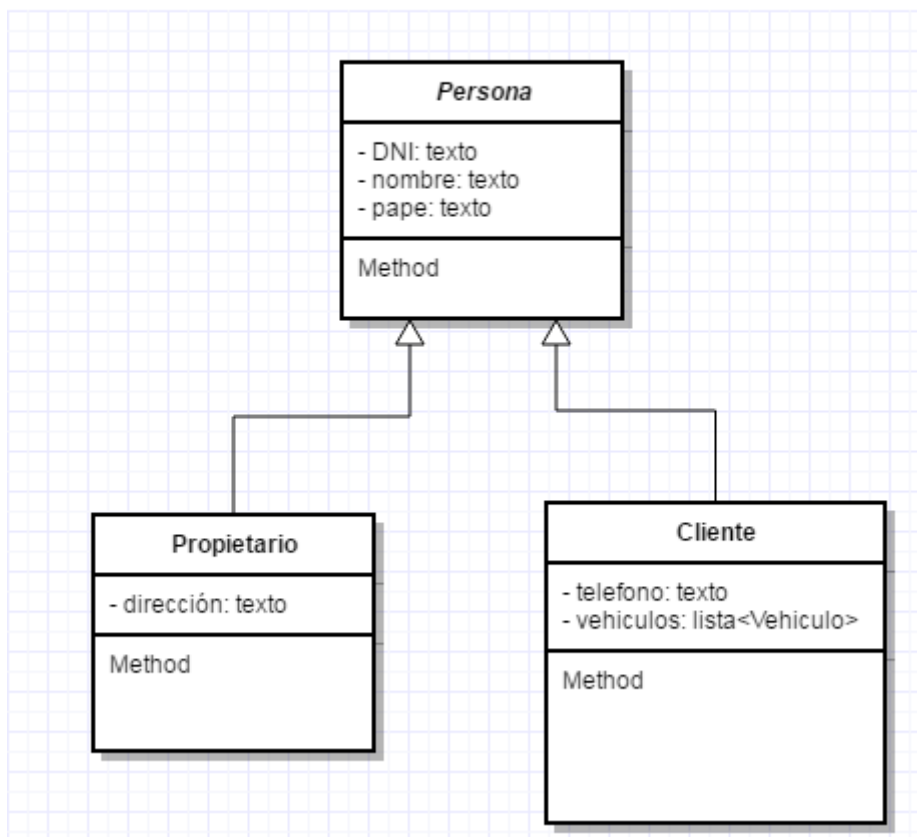 Persona
- DNI: texto
- nombre: texto
- pape: texto
Method
Propietario
- dirección: texto
Method
Cliente
- telefono: texto
- vehiculos: lista<Vehiculo>
Method